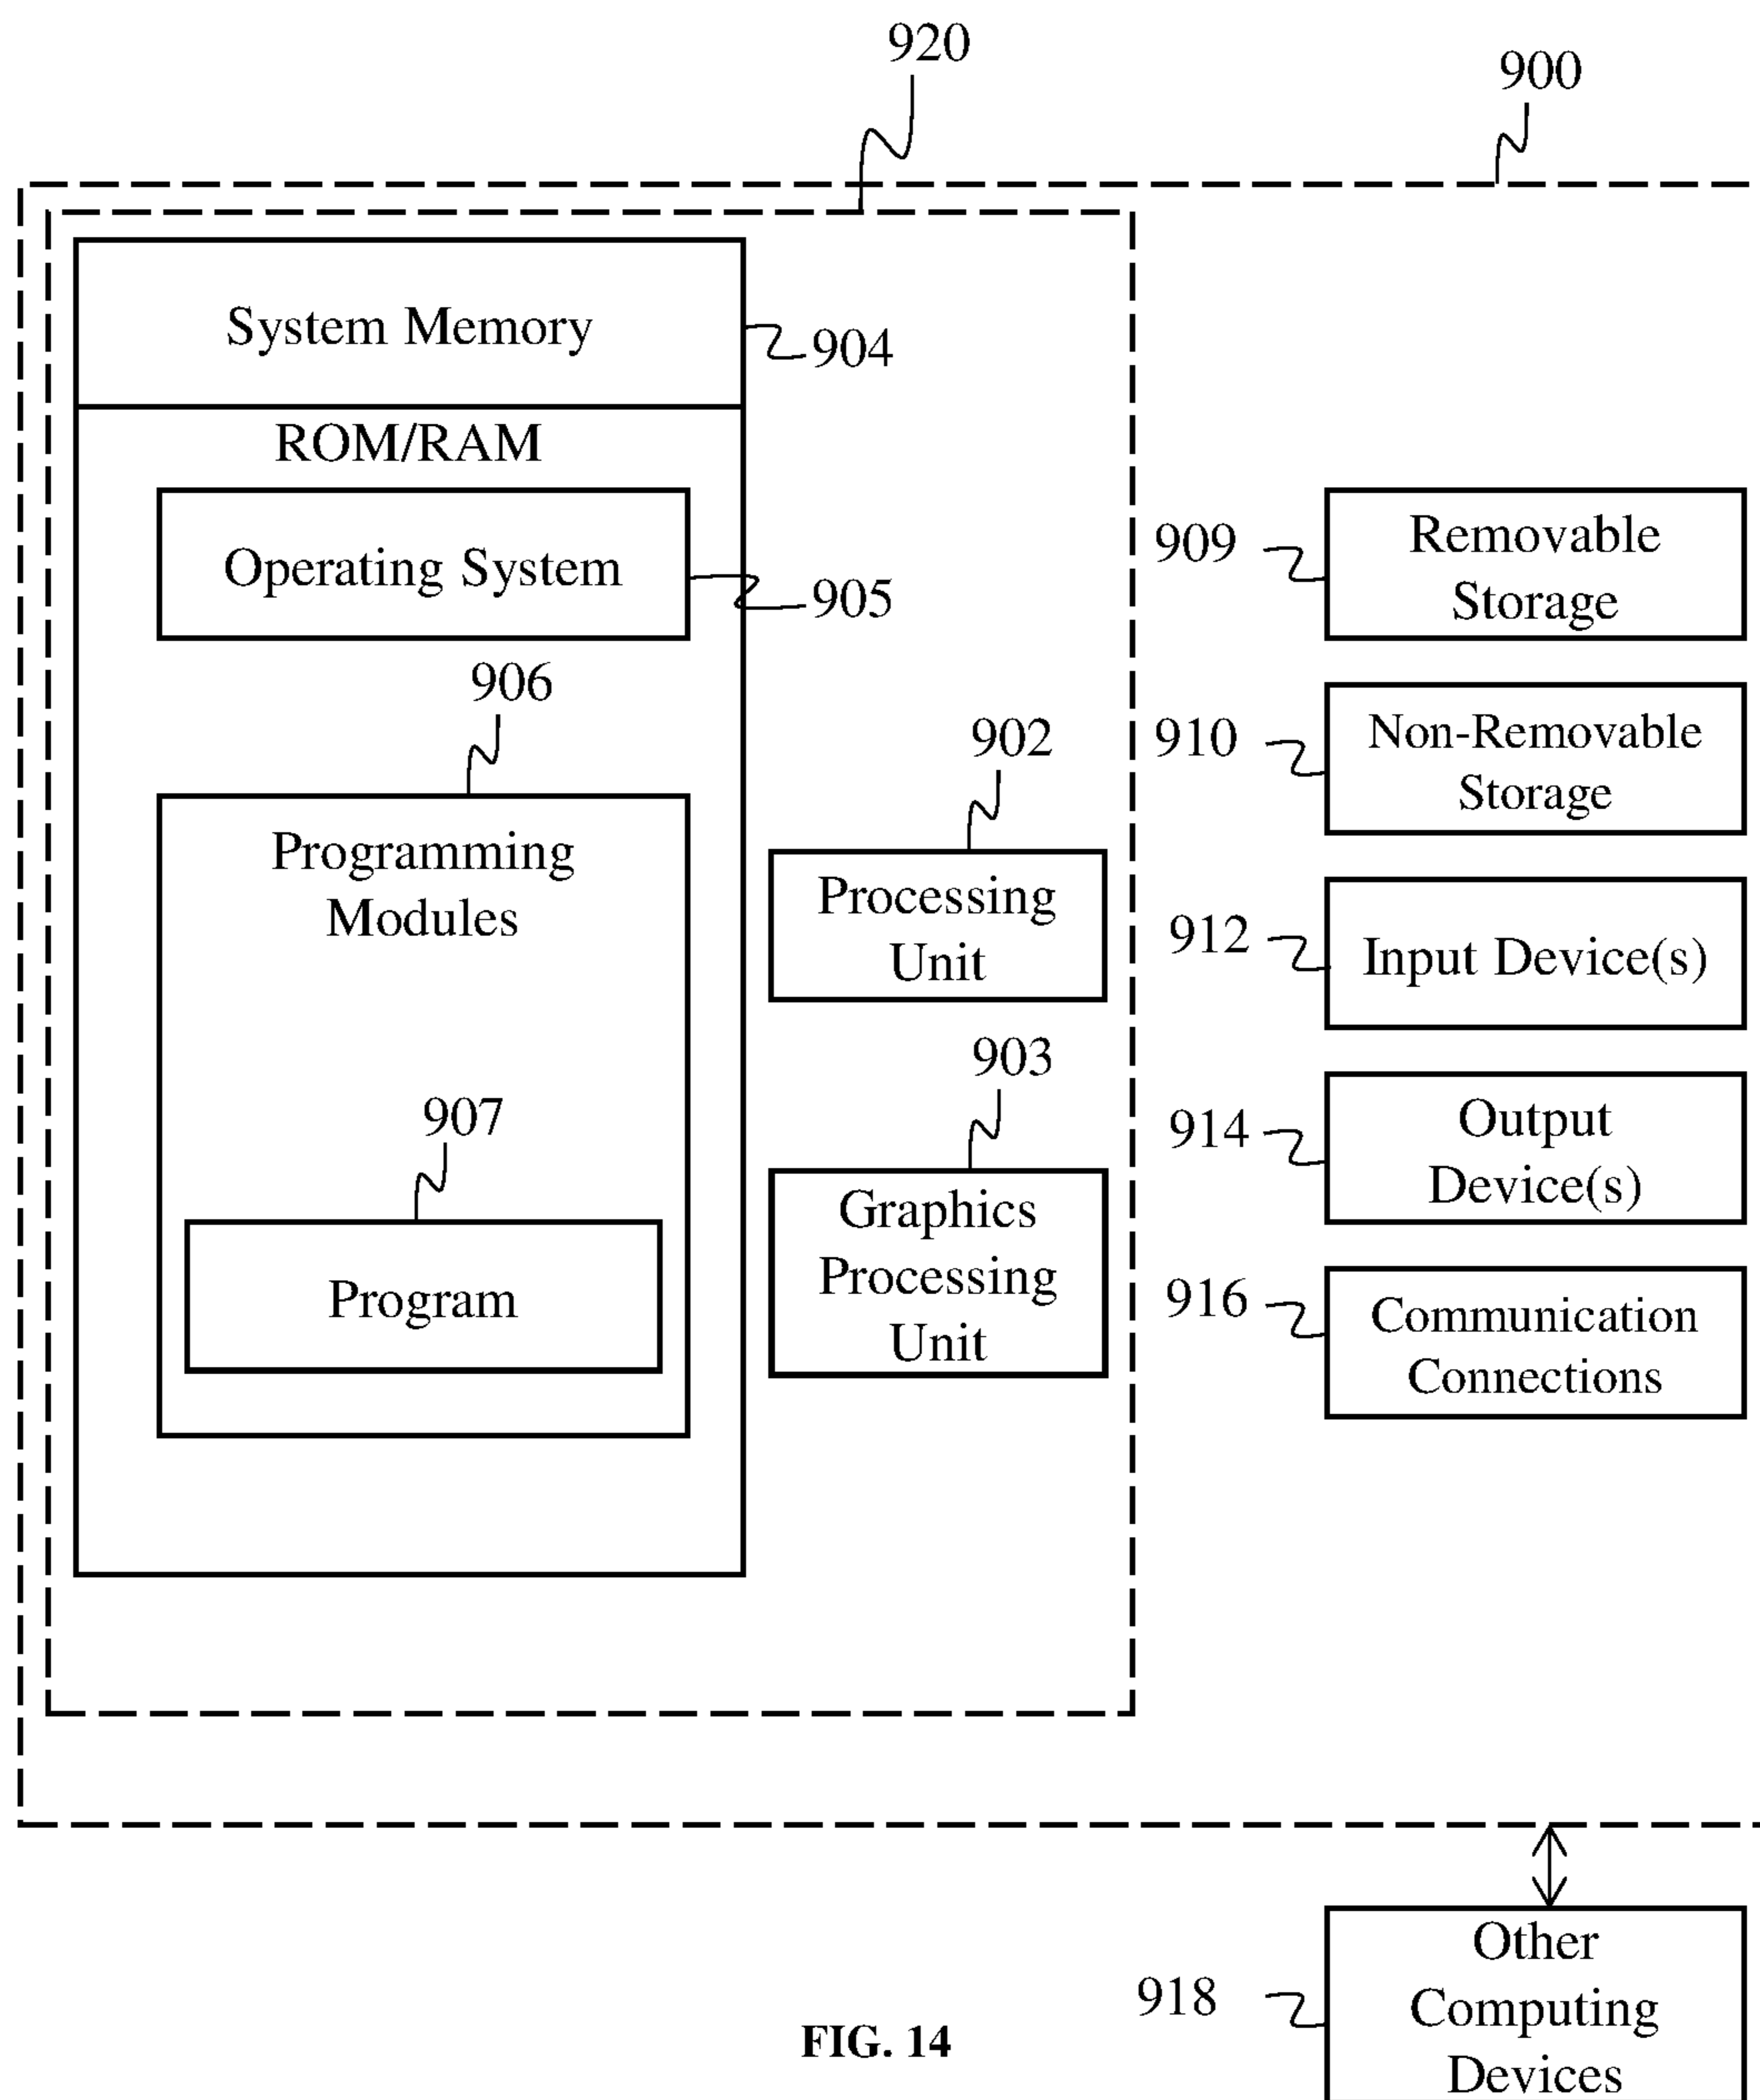 920
900
System Memory
904
ROM/RAM
Operating System
905
906
Programming
Modules
907
Program
902
Processing
Unit
903
Graphics
Processing
Unit
909
Removable
Storage
910
Non-Removable
Storage
912
Input Device(s)
914
Output
Device(s)
916
Communication
Connections
918
Other
Computing
Devices
FIG. 14